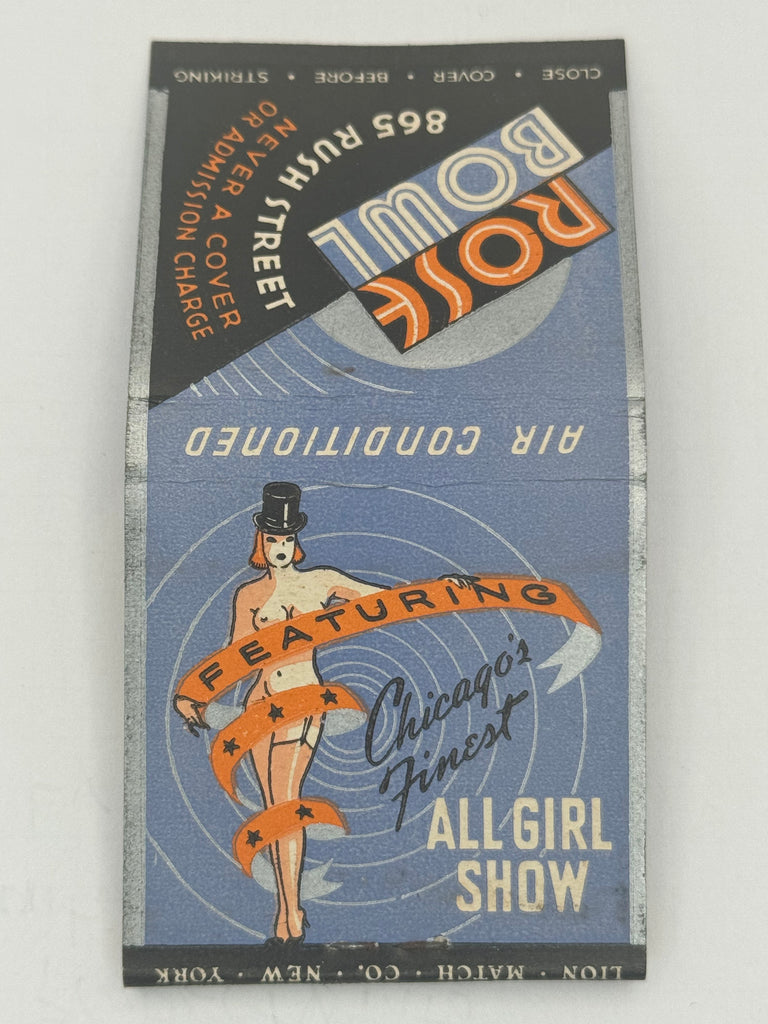 CLOSE • COVER • BEFORE • STRIKING
ROSE
BOWL
865 RUSH STREET
NEVER A COVER
OR ADMISSION CHARGE
AIR CONDITIONED
FEATURING
Chicago's
Finest
ALL GIRL
SHOW
LION • MATCH • CO. • NEW • YORK